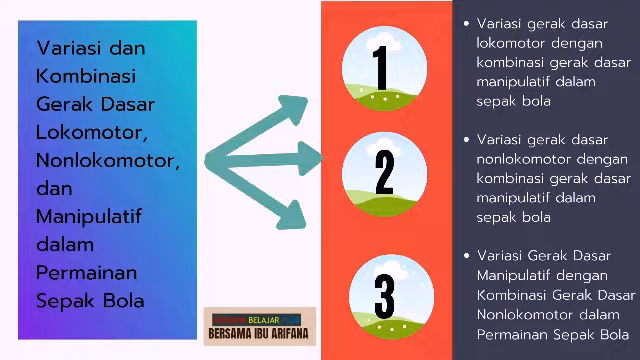 Variasi dan
Kombinasi
Gerak Dasar
Lokomotor,
Nonlokomotor,
dan
Manipulatif
dalam
Permainan
Sepak Bola
1
2
3
Variasi gerak dasar
lokomotor dengan
kombinasi gerak dasar
manipulatif dalam
sepak bola
Variasi gerak dasar
nonlokomotor dengan
kombinasi gerak dasar
manipulatif dalam
sepak bola
Variasi Gerak Dasar
Manipulatif dengan
Kombinasi Gerak Dasar
Nonlokomotor dalam
Permainan Sepak Bola
BELAJAR
BERSAMA IBU ARIFANA